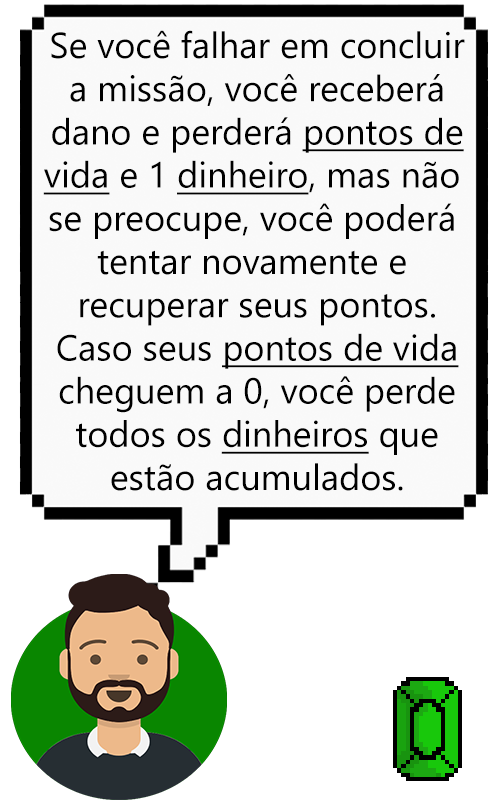 Se você falhar em concluir
a missão, você receberá
dano e perderá pontos de
vida e 1 dinheiro, mas não
se preocupe, você poderá
tentar novamente e
recuperar seus pontos.
Caso seus pontos de vida
cheguem a 0, você perde
todos os dinheiros que
estão acumulados.